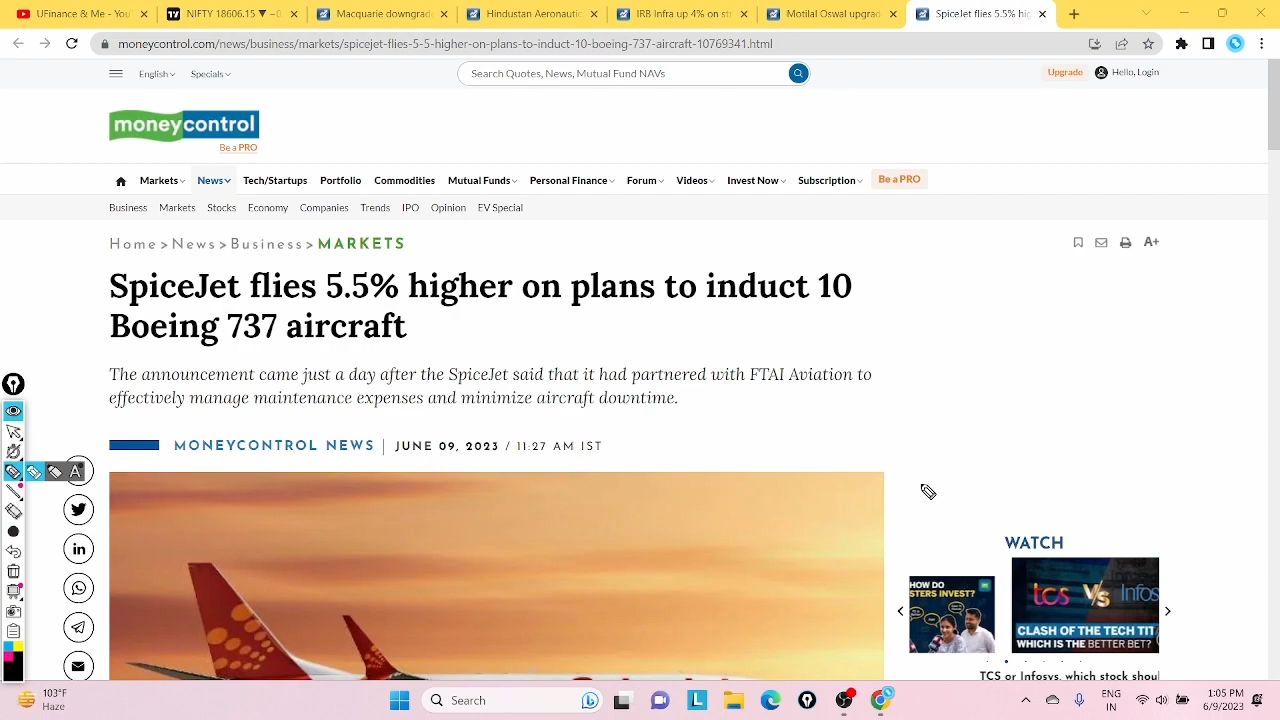 UMEED -
NIFTY 18606.15 ▼ −
Macquarie downgrad
Hindustan Aeronautic
IRB Infra up 4% on str
Motilal Oswal upgrad
SpiceJet flies 5.5% hig
moneycontrol.com/news/business/markets/spicejet-flies-5-5-higher-on-plans-to-induct-10-boeing-737-aircraft-10769341.html
English
Specials
Search Quotes, News, Mutual Fund NAVs
Upgrade
Hello, Login
moneycontrol
Be a PRO
Markets
News
Tech/Startups
Portfolio
Commodities
Mutual Funds
Personal Finance
Forum
Videos
Invest Now
Subscription
Be a PRO
Business
Markets
Stocks
Economy
Companies
Trends
IPO
Opinion
EV Special
Home > News > Business > MARKETS
A+
SpiceJet flies 5.5% higher on plans to induct 10
Boeing 737 aircraft
The announcement came just a day after the SpiceJet said that it had partnered with FTAI Aviation to
effectively manage maintenance expenses and minimize aircraft downtime.
MONEYCONTROL NEWS | JUNE 09, 2023 / 11:27 AM IST
WATCH
HOW DO
STERS INVEST?
tcs Vs Infos
CLASH OF THE TECH TIT
WHICH IS THE BETTER BET?
TCS or Infosys, which stock shoul
103°F
Haze
Search
ENG
IN
1:05 PM
6/9/2023